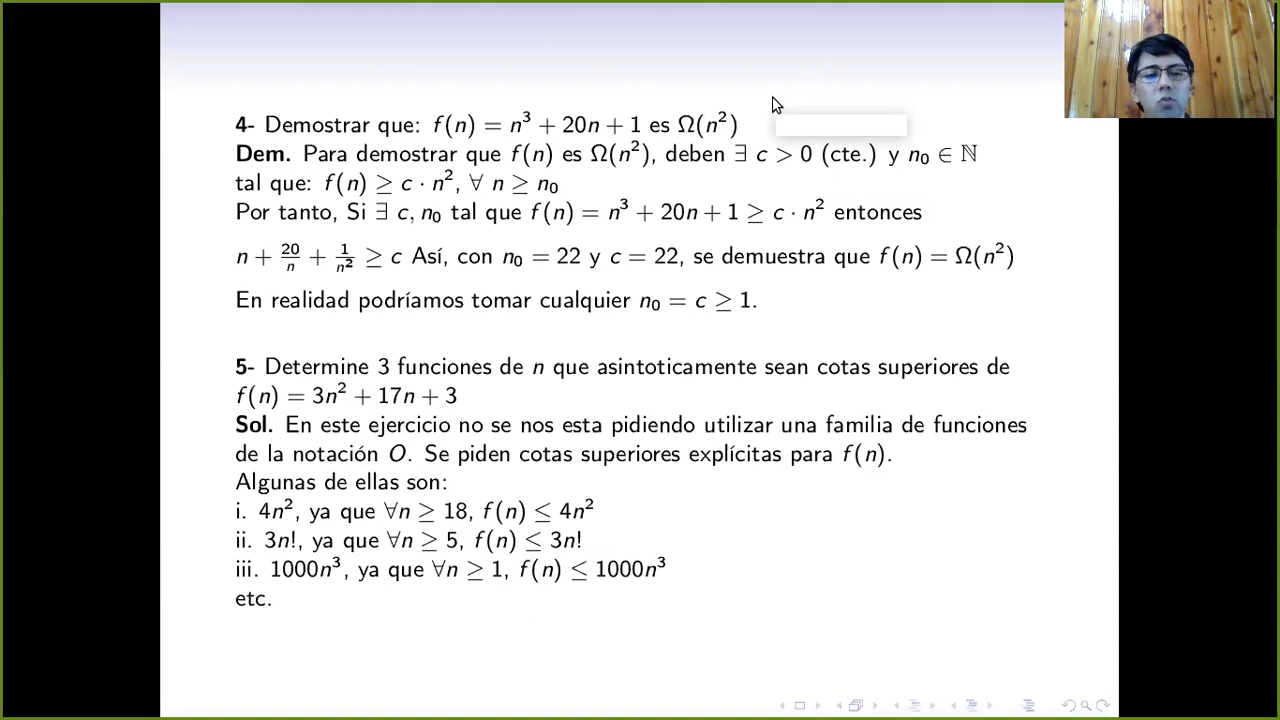 4- Demostrar que: f(n) = n³ + 20n + 1 es Ω(n²)
Dem. Para demostrar que f(n) es Ω(n²), deben ∃ c > 0 (cte.) y n₀ ∈ ℕ
tal que: f(n) ≥ c · n², ∀ n ≥ n₀
Por tanto, Si ∃ c, n₀ tal que f(n) = n³ + 20n + 1 ≥ c · n² entonces
n + 20/n + 1/n² ≥ c Así, con n₀ = 22 y c = 22, se demuestra que f(n) = Ω(n²)
En realidad podríamos tomar cualquier n₀ = c ≥ 1.
5- Determine 3 funciones de n que asintoticamente sean cotas superiores de
f(n) = 3n² + 17n + 3
Sol. En este ejercicio no se nos esta pidiendo utilizar una familia de funciones
de la notación O. Se piden cotas superiores explícitas para f(n).
Algunas de ellas son:
i. 4n², ya que ∀n ≥ 18, f(n) ≤ 4n²
ii. 3n!, ya que ∀n ≥ 5, f(n) ≤ 3n!
iii. 1000n³, ya que ∀n ≥ 1, f(n) ≤ 1000n³
etc.